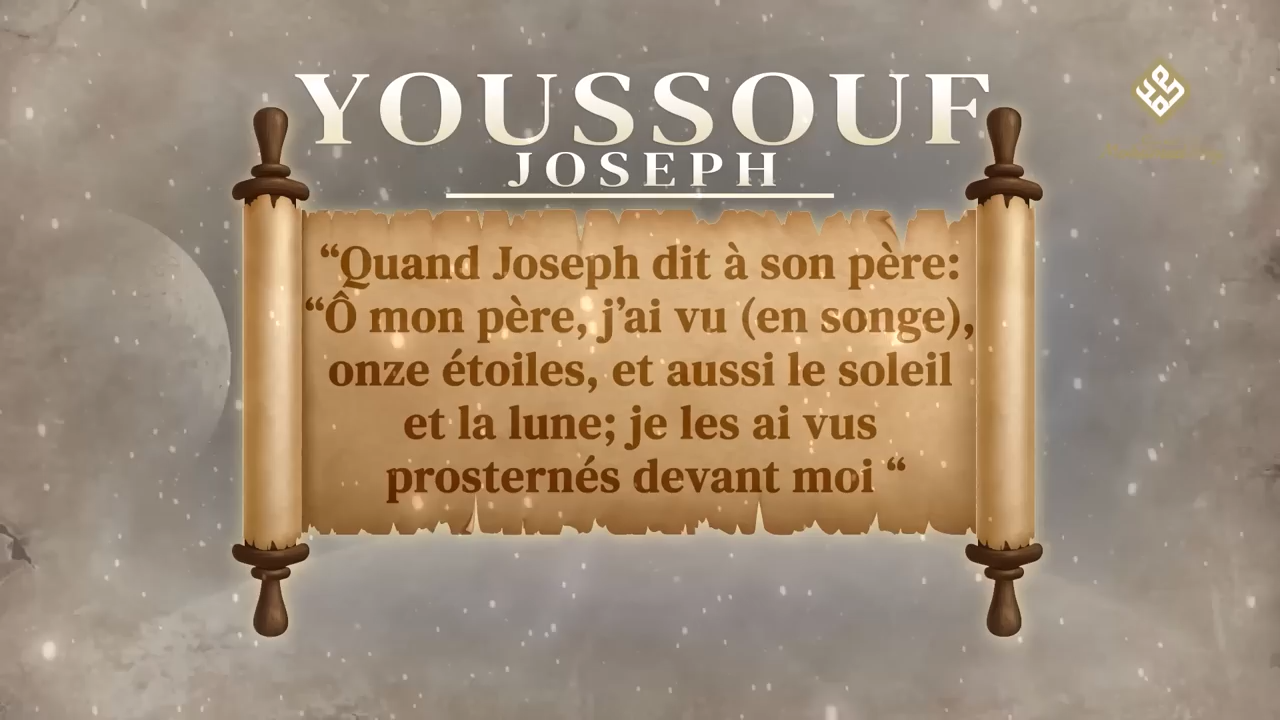 YOUSSOUF
JOSEPH
“Quand Joseph dit à son père:
“Ô mon père, j’ai vu (en songe),
onze étoiles, et aussi le soleil
et la lune; je les ai vus
prosternés devant moi “